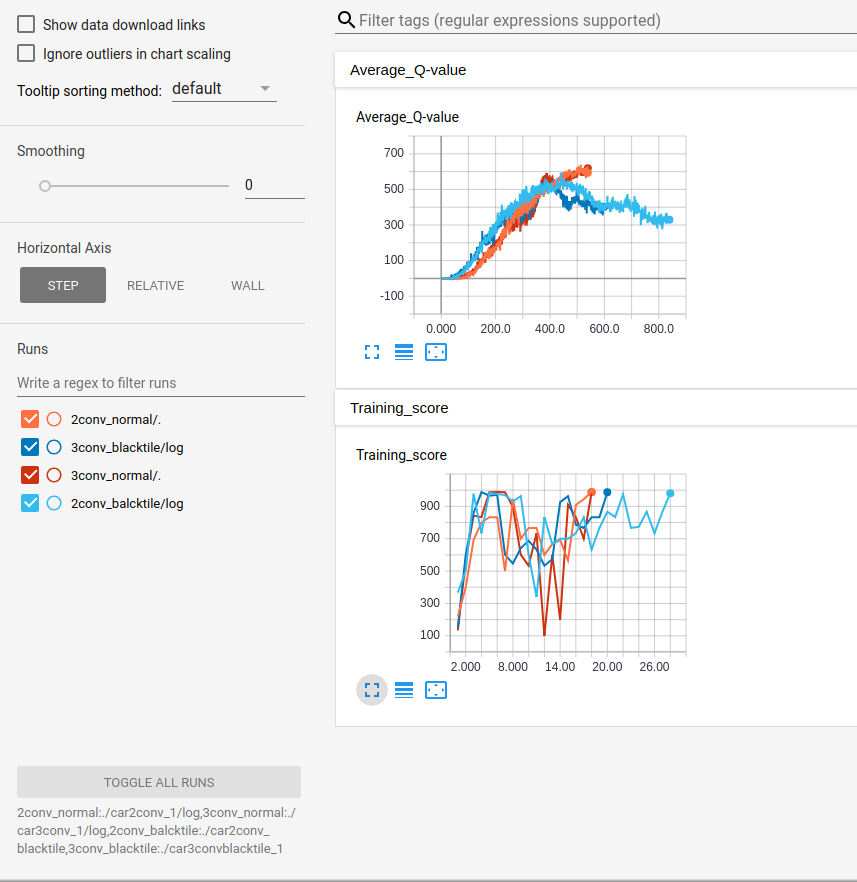 Show data download links
Ignore outliers in chart scaling
Tooltip sorting method: default
Smoothing
0
Horizontal Axis
STEP RELATIVE WALL
Runs
Write a regex to filter runs
2conv_normal/.
3conv_blacktile/log
3conv_normal/.
2conv_balcktile/log
TOGGLE ALL RUNS
2conv_normal:./car2conv_1/log,3conv_normal:./
car3conv_1/log,2conv_balcktile:./car2conv_
blacktile,3conv_blacktile:./car3convblacktile_1
Filter tags (regular expressions supported)
Average_Q-value
Average_Q-value
700
500
300
100
-100
0.000 200.0 400.0 600.0 800.0
Training_score
Training_score
900
700
500
300
100
2.000 8.000 14.00 20.00 26.00